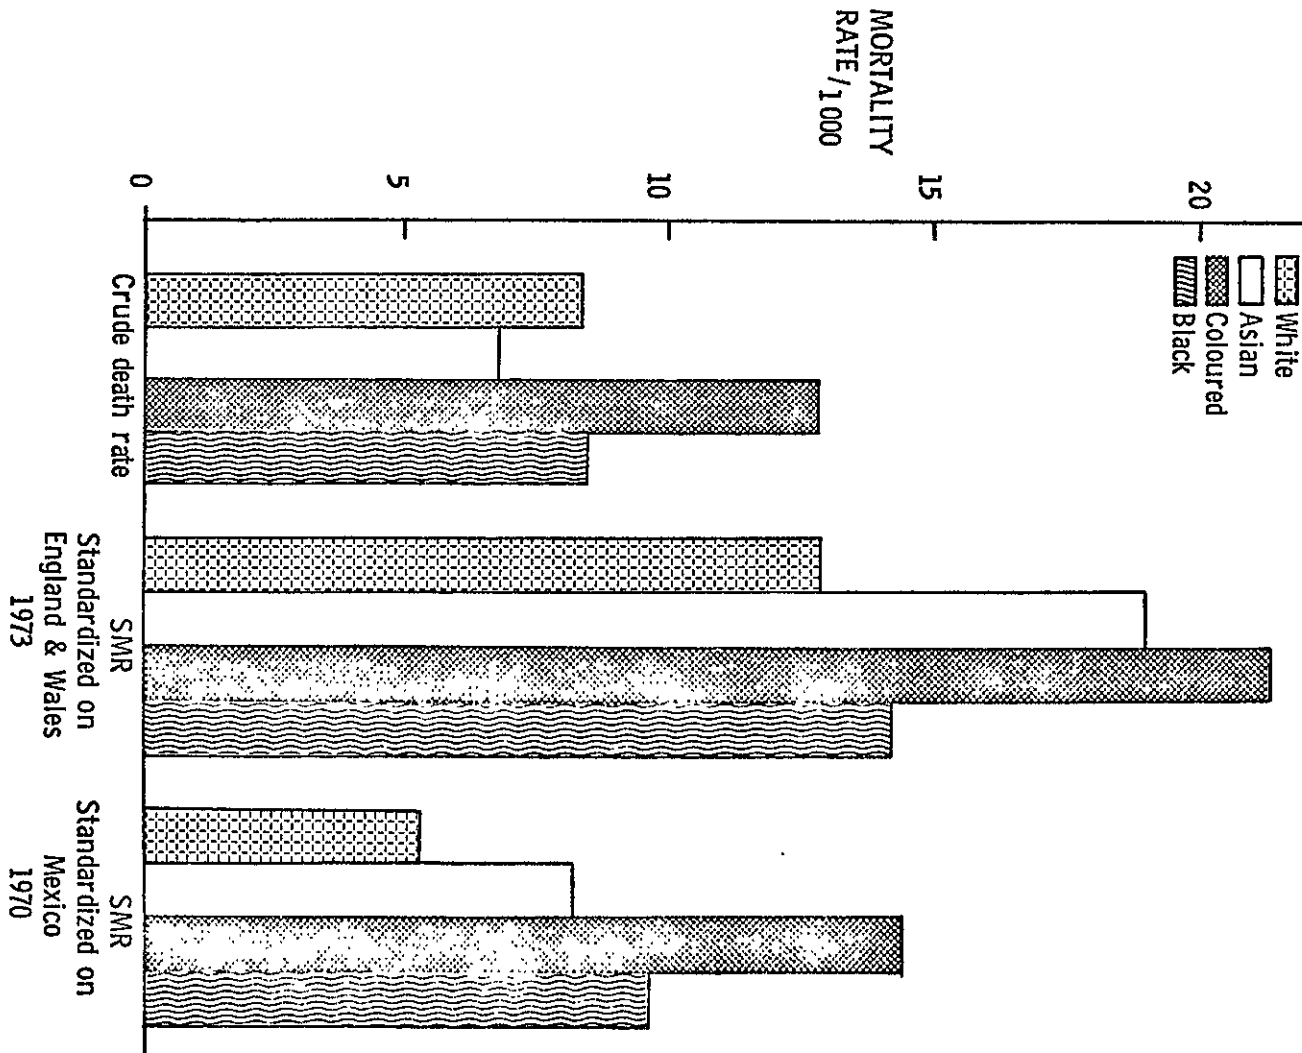 MORTALITY
RATE/1000
20
15
10
5
0
White
Asian
Coloured
Black
Crude death rate
SMR
Standardized on
England & Wales
1973
SMR
Standardized on
Mexico
1970